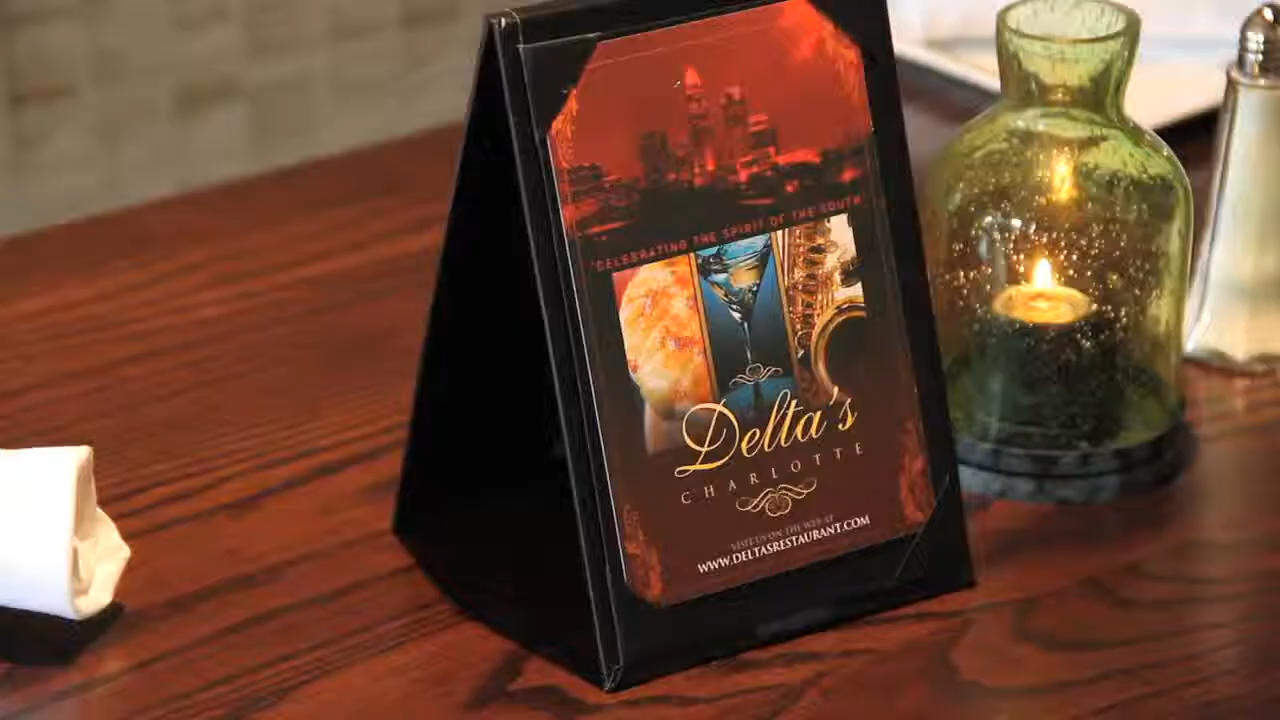 CELEBRATING THE SPIRIT OF THE SOUTH
Delta's
CHARLOTTE
VISIT US ON THE WEB AT
WWW.DELTASRESTAURANT.COM